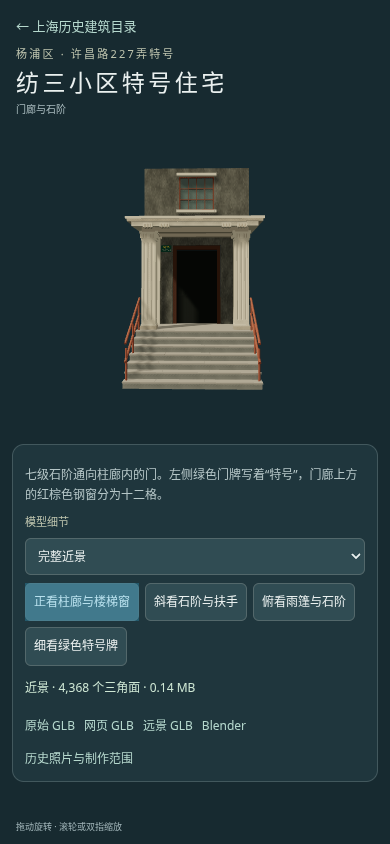 ← 上海历史建筑目录
杨浦区 · 许昌路227弄特号
纺三小区特号住宅
门廊与石阶
七级石阶通向柱廊内的门。左侧绿色门牌写着“特号”，门廊上方
的红棕色钢窗分为十二格。
模型细节
完整近景
正看柱廊与楼梯窗 斜看石阶与扶手 俯看雨篷与石阶
细看绿色特号牌
近景 · 4,368 个三角面 · 0.14 MB
原始 GLB 网页 GLB 远景 GLB Blender
历史照片与制作范围
拖动旋转 · 滚轮或双指缩放